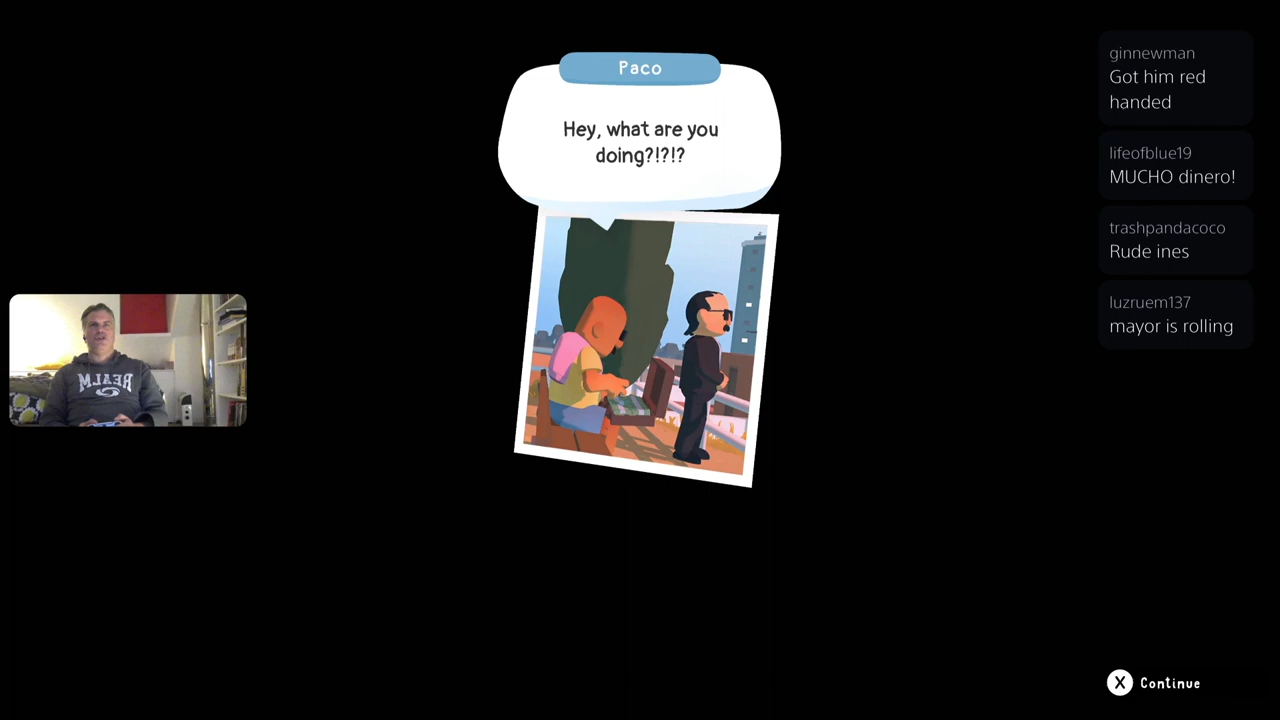 Paco
Hey, what are you
doing?!?!?
ginnewman
Got him red
handed
lifeofblue19
MUCHO dinero!
trashpandacoco
Rude ines
luzruem137
mayor is rolling
REALM
X Continue